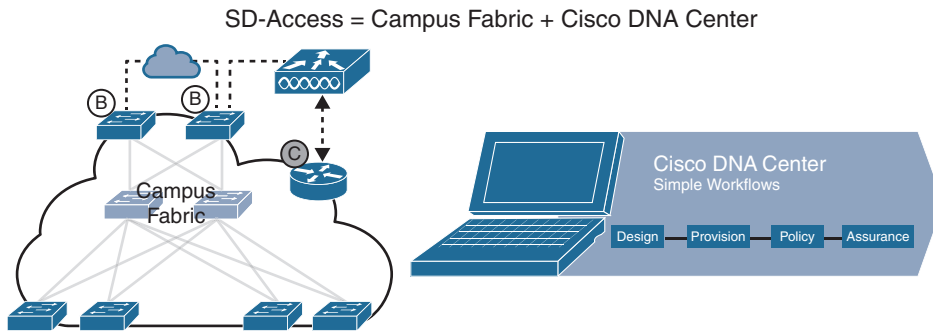 SD-Access = Campus Fabric + Cisco DNA Center
B
B
C
Campus
Fabric
Cisco DNA Center
Simple Workflows
Design
Provision
Policy
Assurance